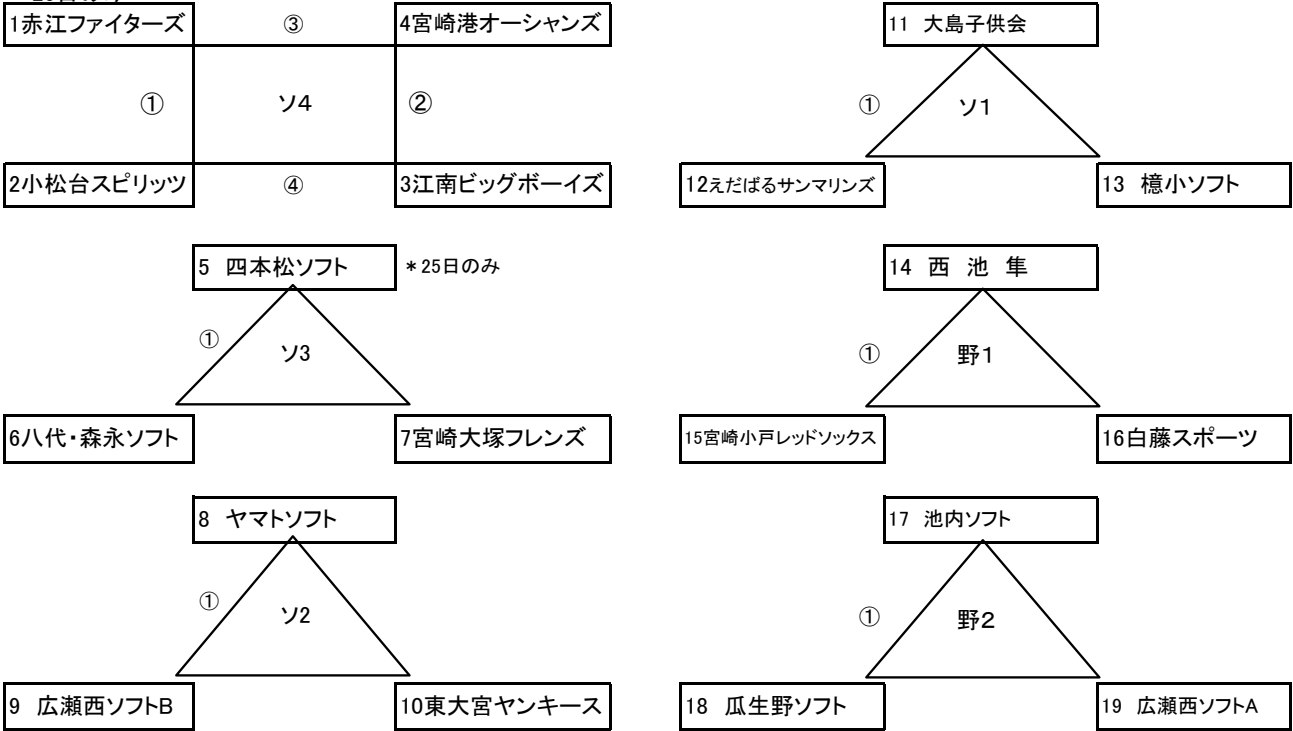 1赤江ファイターズ
③
4宮崎港オーシャンズ
①
ソ4
②
2小松台スピリッツ
④
3江南ビッグボーイズ
11 大島子供会
①
ソ1
12えだばるサンマリンズ
13 檍小ソフト
5 四本松ソフト
＊25日のみ
①
ソ3
6八代・森永ソフト
7宮崎大塚フレンズ
14 西 池 隼
①
野1
15宮崎小戸レッドソックス
16白藤スポーツ
8 ヤマトソフト
①
ソ2
9 広瀬西ソフトB
10東大宮ヤンキース
17 池内ソフト
①
野2
18 瓜生野ソフト
19 広瀬西ソフトA